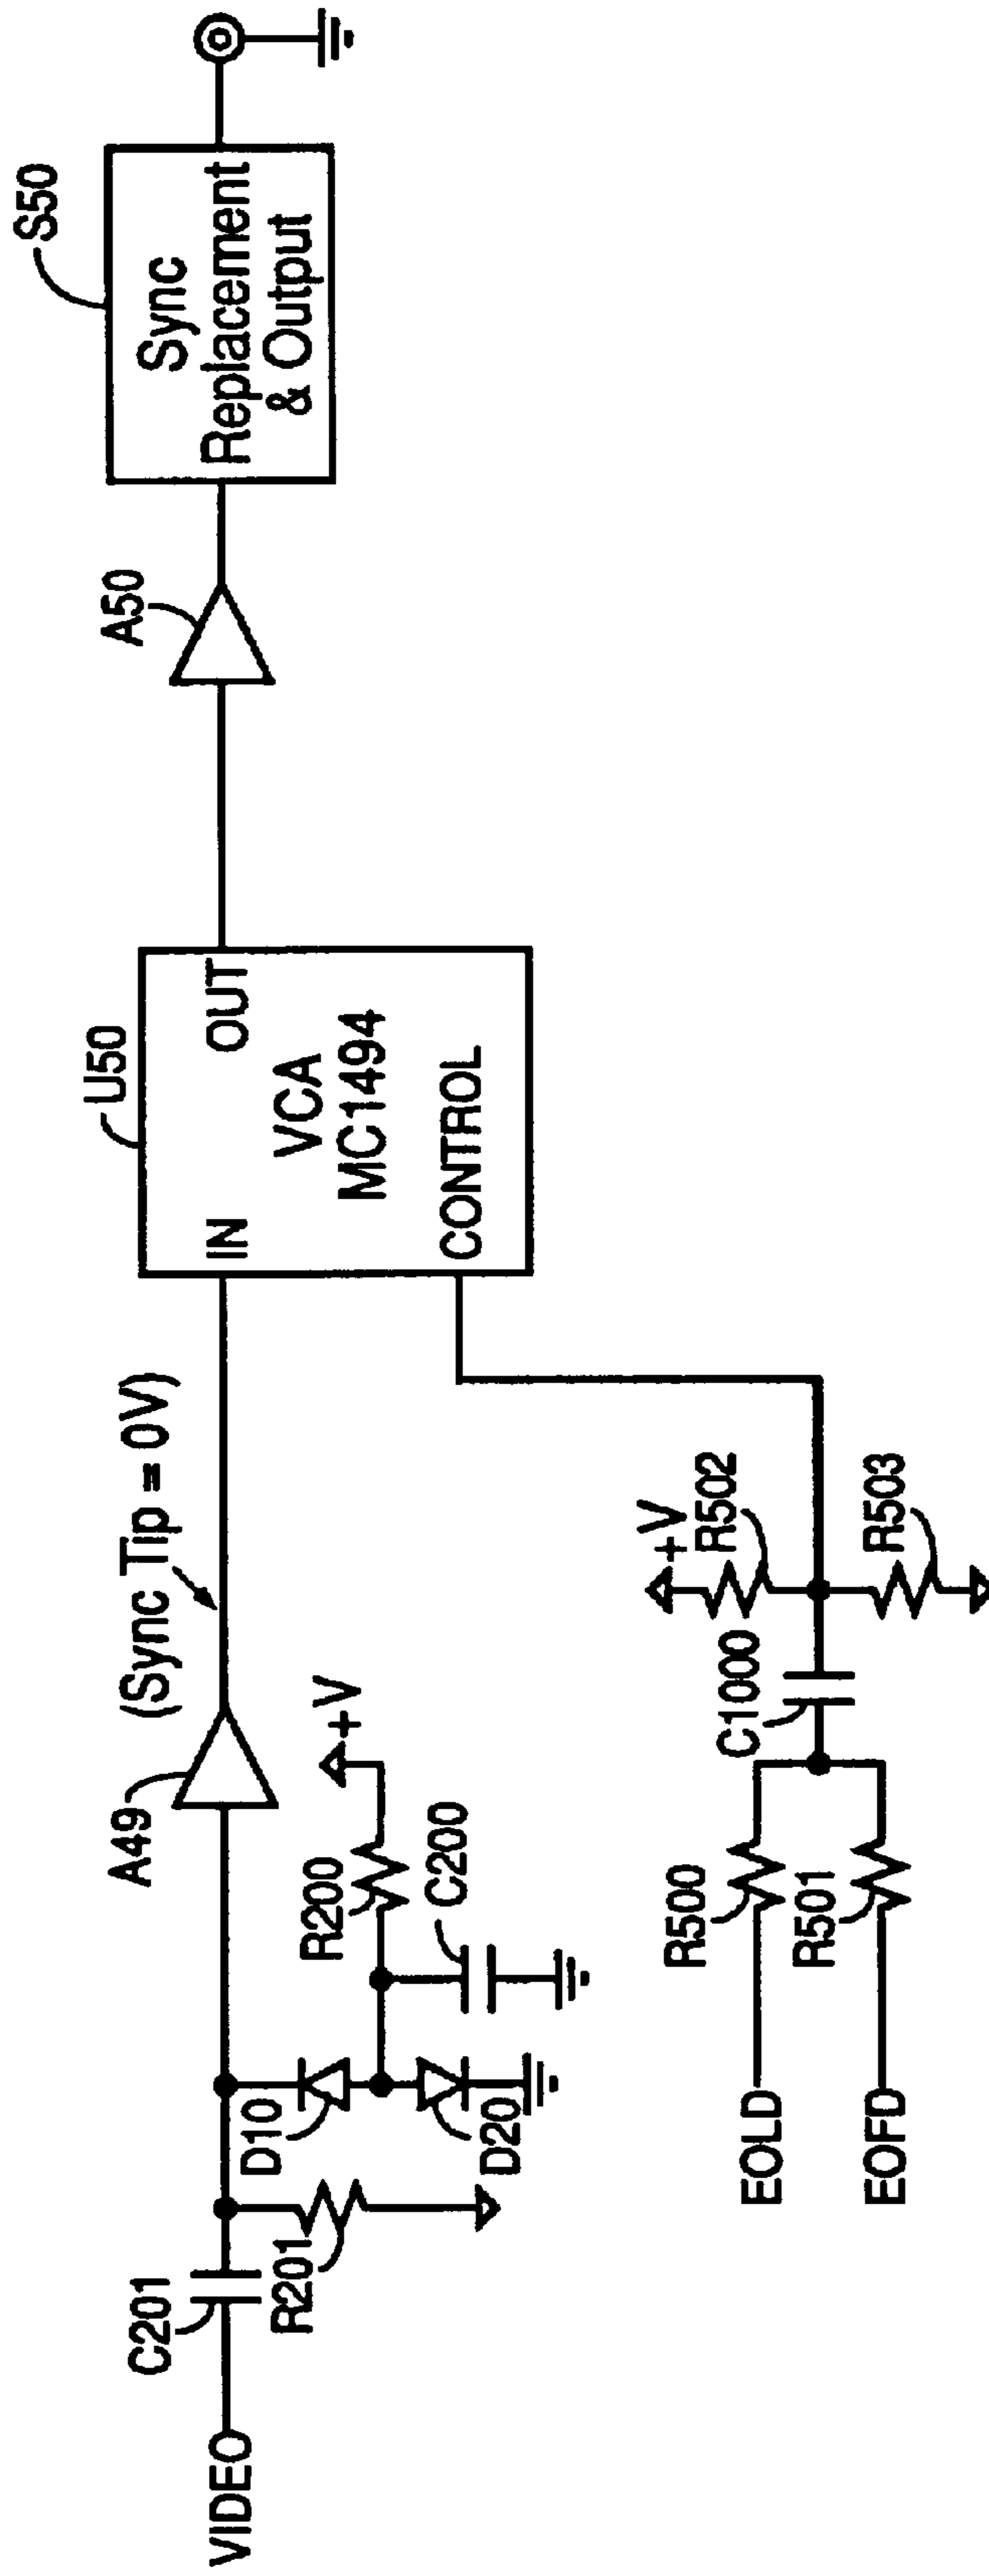 VIDEO
C201
R201
D10
D20
R200
C200
+V
A49
(Sync Tip = 0V)
U50
IN
OUT
VCA
MC1494
CONTROL
A50
S50
Sync
Replacement
& Output
EOLD
EOFD
R500
R501
C1000
+V
R502
R503